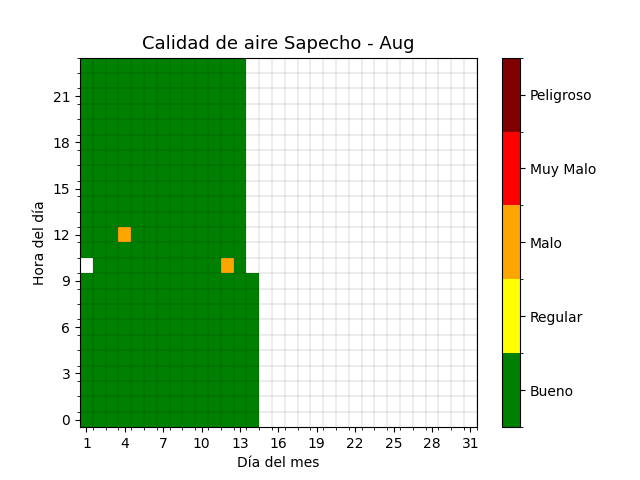 Calidad de aire Sapecho - Aug
Hora del día
21
18
15
12
9
6
3
0
1 4 7 10 13 16 19 22 25 28 31
Día del mes
Peligroso
Muy Malo
Malo
Regular
Bueno